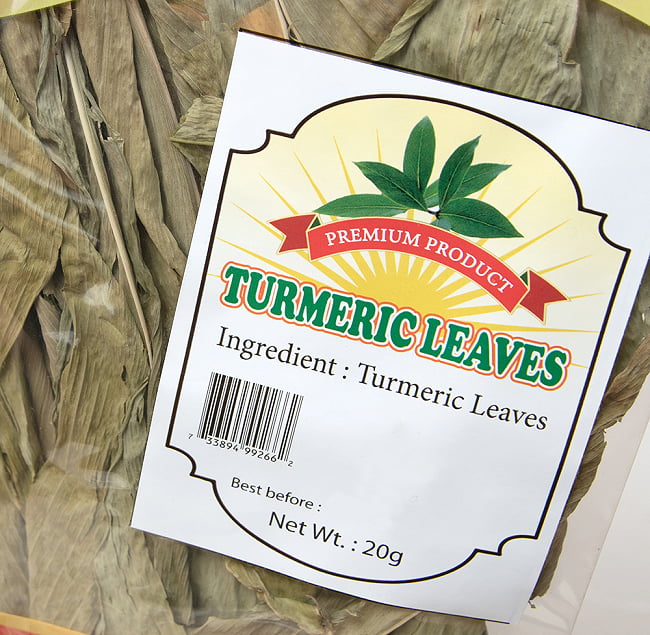 PREMIUM PRODUCT
TURMERIC LEAVES
Ingredient : Turmeric Leaves
7 33894 99266 2
Best before :
Net Wt. : 20g